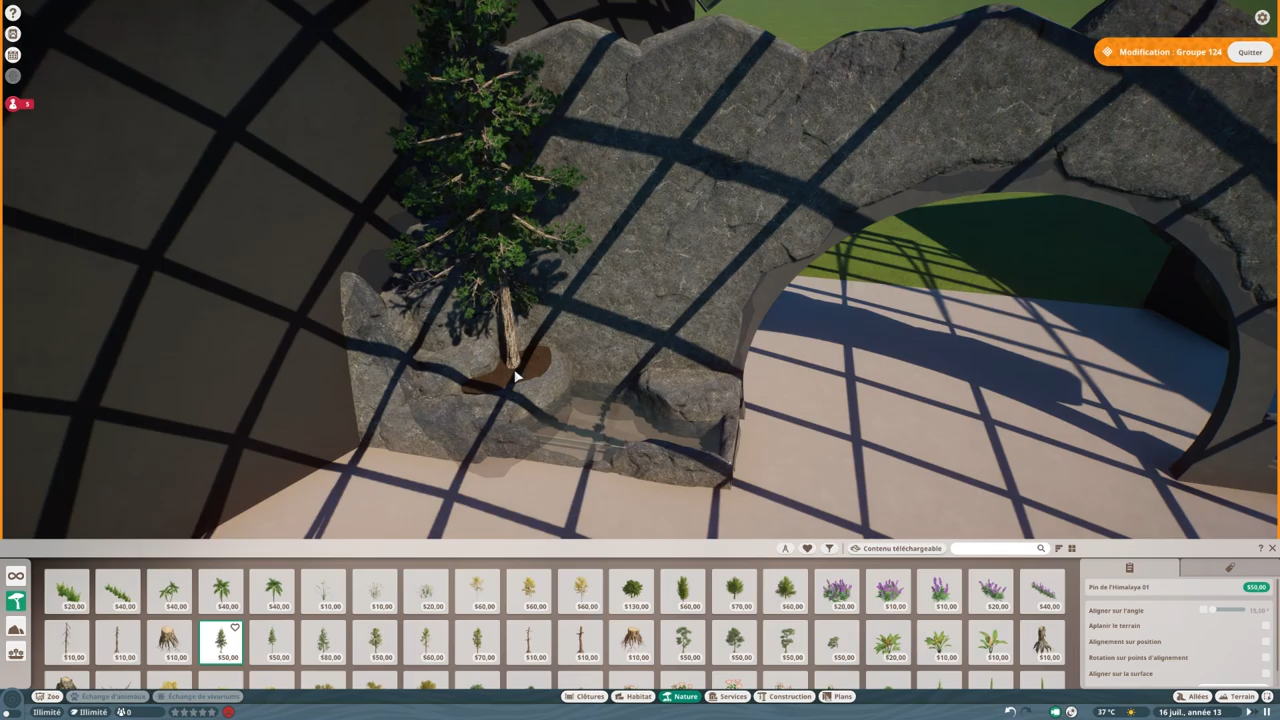 ?
5
Modification : Groupe 124
Quitter
Contenu téléchargeable
? ×
$20,00 $40,00 $40,00 $40,00 $40,00 $10,00 $10,00 $20,00 $60,00 $60,00 $60,00 $130,00 $60,00 $70,00 $60,00 $20,00 $10,00 $10,00 $20,00 $40,00
$10,00 $10,00 $10,00 $50,00 $50,00 $80,00 $50,00 $60,00 $70,00 $10,00 $10,00 $50,00 $50,00 $50,00 $50,00 $10,00 $20,00 $10,00 $10,00 $10,00
Pin de l'Himalaya 01
$50,00
Aligner sur l'angle
15,00 °
Aplanir le terrain
Alignement sur position
Rotation sur points d'alignement
Aligner sur la surface
Zoo
Échange d'animaux
Échange de vivariums
Clôtures
Habitat
Nature
Services
Construction
Plans
Allées
Terrain
Illimité
Illimité
0
37 °C
16 juil., année 13